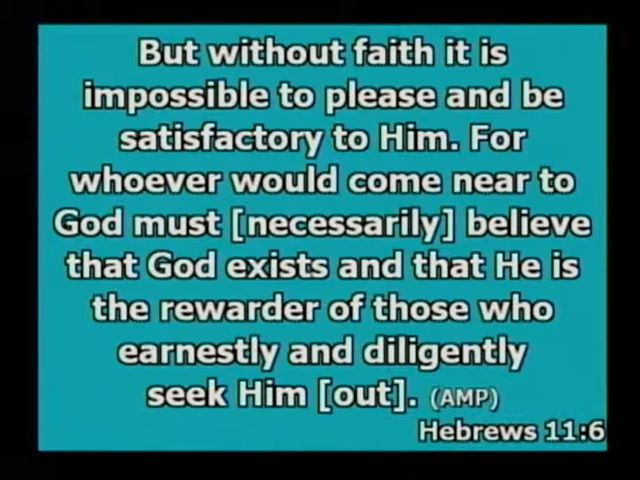 But without faith it is
impossible to please and be
satisfactory to Him. For
whoever would come near to
God must [necessarily] believe
that God exists and that He is
the rewarder of those who
earnestly and diligently
seek Him [out]. (AMP)
Hebrews 11:6